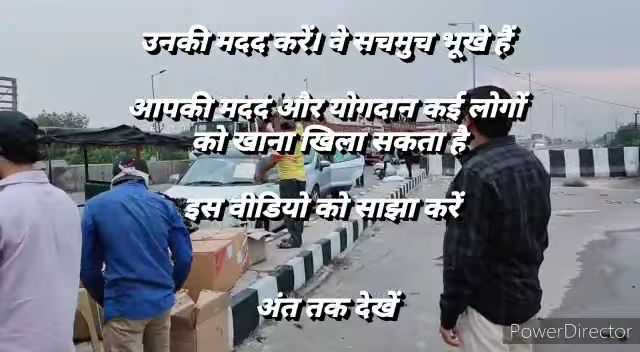 उनकी मदद करें। वे सचमुच भूखे हैं
आपकी मदद और योगदान कई लोगों
को खाना खिला सकता है
इस वीडियो को साझा करें
अंत तक देखें
PowerDirector